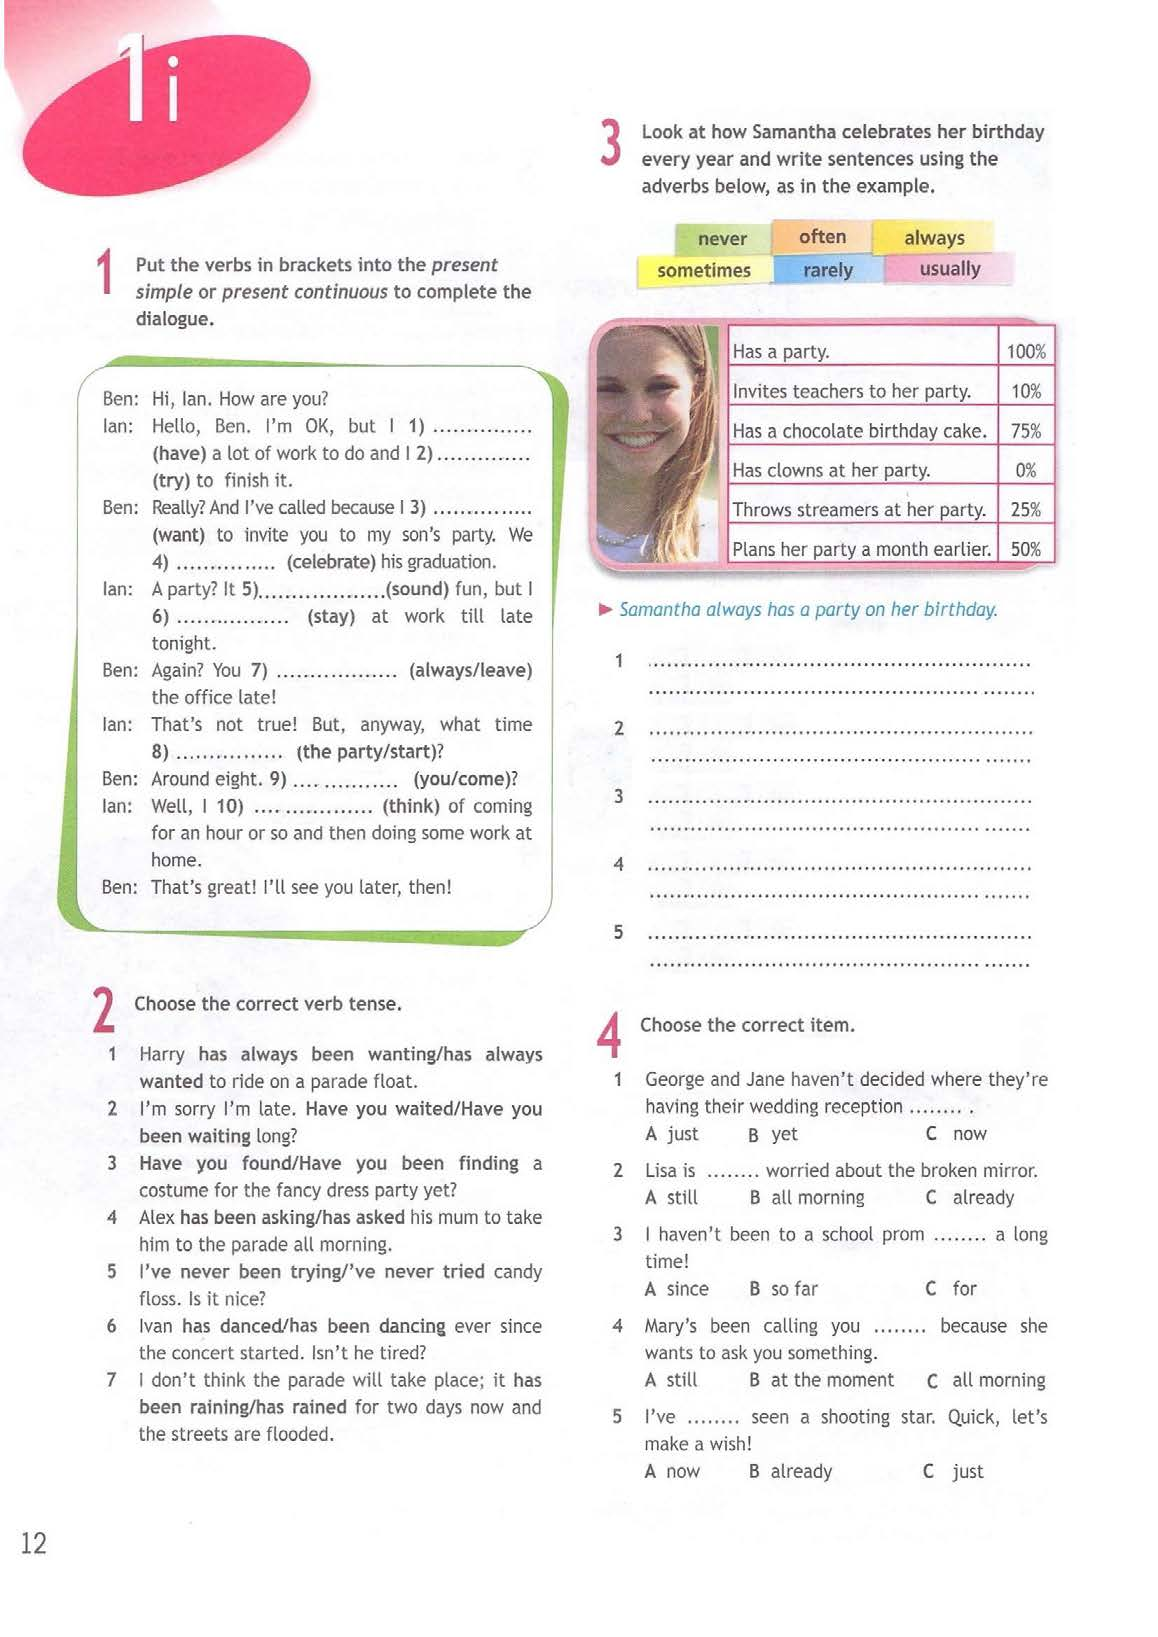 1i
1 Put the verbs in brackets into the present
simple or present continuous to complete the
dialogue.
Ben: Hi, Ian. How are you?
Ian: Hello, Ben. I'm OK, but I 1) ...............
(have) a lot of work to do and I 2)..............
(try) to finish it.
Ben: Really? And I've called because I 3) ...............
(want) to invite you to my son's party. We
4) ............... (celebrate) his graduation.
Ian: A party? It 5)...................(sound) fun, but I
6) ................. (stay) at work till late
tonight.
Ben: Again? You 7) .................. (always/leave)
the office late!
Ian: That's not true! But, anyway, what time
8) ................ (the party/start)?
Ben: Around eight. 9) ................ (you/come)?
Ian: Well, I 10) .................. (think) of coming
for an hour or so and then doing some work at
home.
Ben: That's great! I'll see you later, then!
2 Choose the correct verb tense.
1 Harry has always been wanting/has always
wanted to ride on a parade float.
2 I'm sorry I'm late. Have you waited/Have you
been waiting long?
3 Have you found/Have you been finding a
costume for the fancy dress party yet?
4 Alex has been asking/has asked his mum to take
him to the parade all morning.
5 I've never been trying/'ve never tried candy
floss. Is it nice?
6 Ivan has danced/has been dancing ever since
the concert started. Isn't he tired?
7 I don't think the parade will take place; it has
been raining/has rained for two days now and
the streets are flooded.
3 Look at how Samantha celebrates her birthday
every year and write sentences using the
adverbs below, as in the example.
never often always
sometimes rarely usually
Has a party. 100%
Invites teachers to her party. 10%
Has a chocolate birthday cake. 75%
Has clowns at her party. 0%
Throws streamers at her party. 25%
Plans her party a month earlier. 50%
► Samantha always has a party on her birthday.
1 ..........................................................
..........................................................
2 ..........................................................
..........................................................
3 ..........................................................
..........................................................
4 ..........................................................
..........................................................
5 ..........................................................
..........................................................
4 Choose the correct item.
1 George and Jane haven't decided where they're
having their wedding reception ........ .
A just B yet C now
2 Lisa is ........ worried about the broken mirror.
A still B all morning C already
3 I haven't been to a school prom ........ a long
time!
A since B so far C for
4 Mary's been calling you ........ because she
wants to ask you something.
A still B at the moment C all morning
5 I've ........ seen a shooting star. Quick, let's
make a wish!
A now B already C just
12